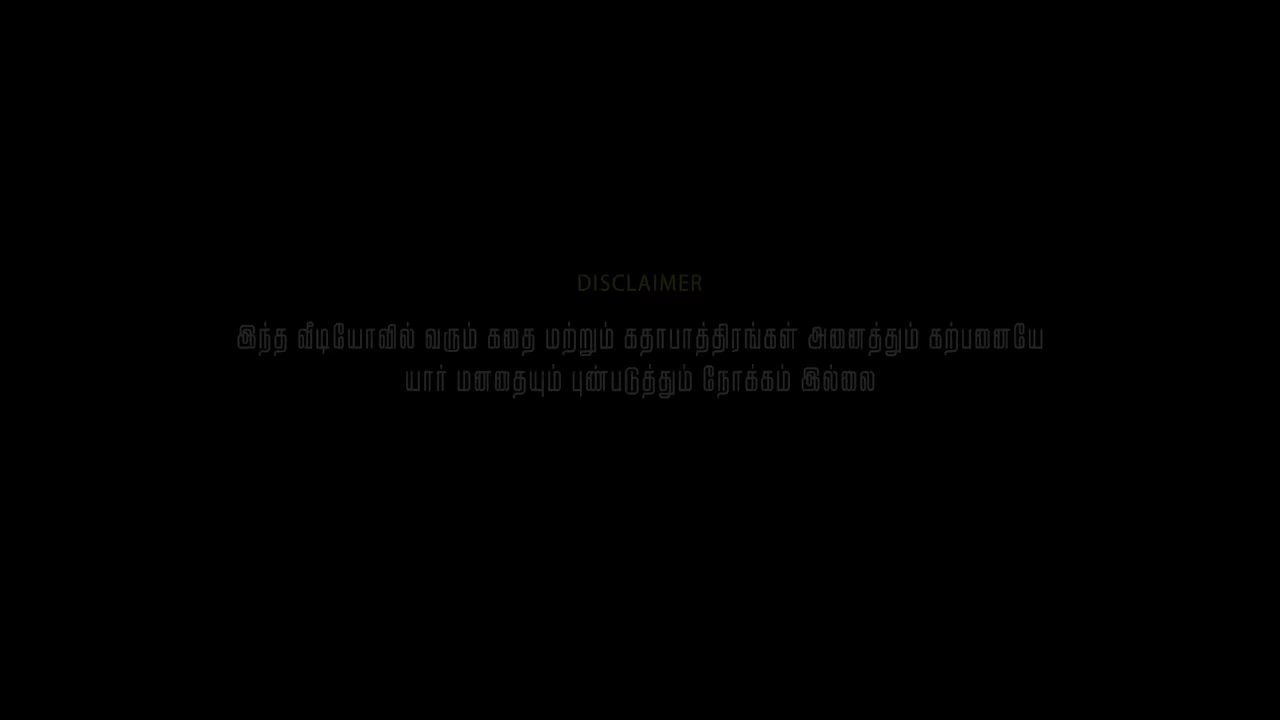 DISCLAIMER
இந்த வீடியோவில் வரும் கதை மற்றும் கதாபாத்திரங்கள் அனைத்தும் கற்பனையே
யார் மனதையும் புண்படுத்தும் நோக்கம் இல்லை